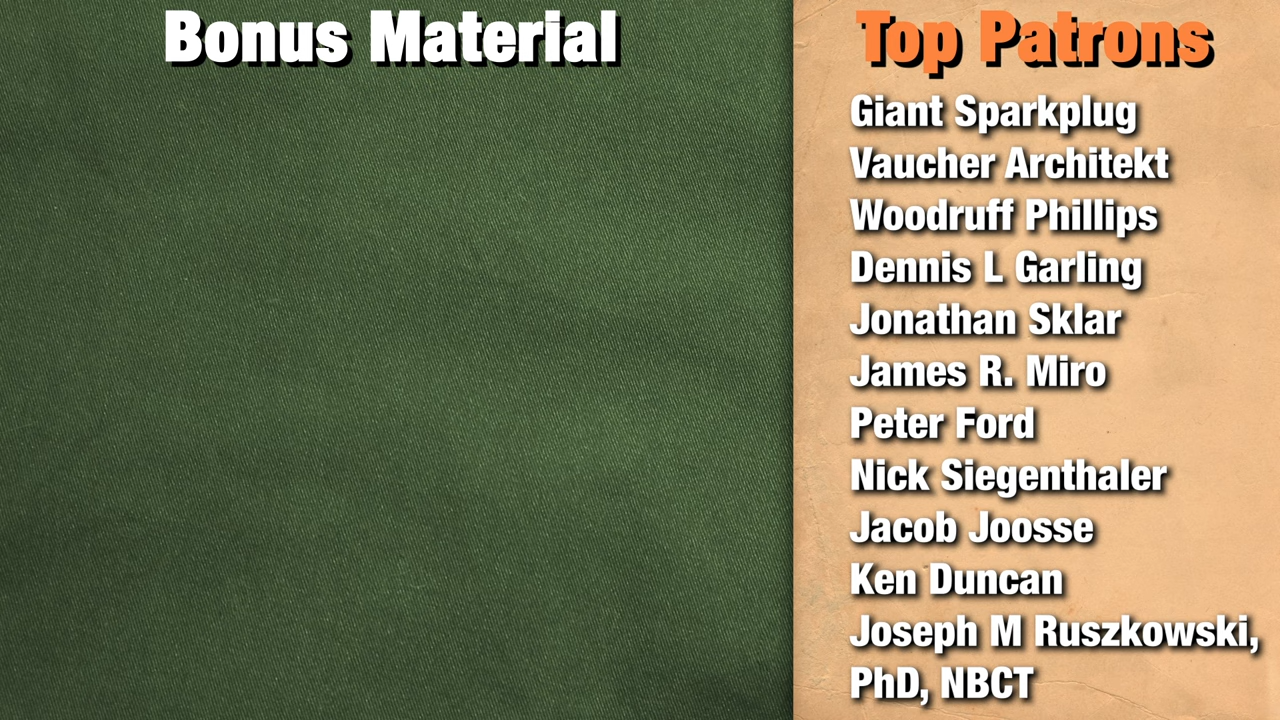 Bonus Material
Top Patrons
Giant Sparkplug
Vaucher Architekt
Woodruff Phillips
Dennis L Garling
Jonathan Sklar
James R. Miro
Peter Ford
Nick Siegenthaler
Jacob Joosse
Ken Duncan
Joseph M Ruszkowski,
PhD, NBCT